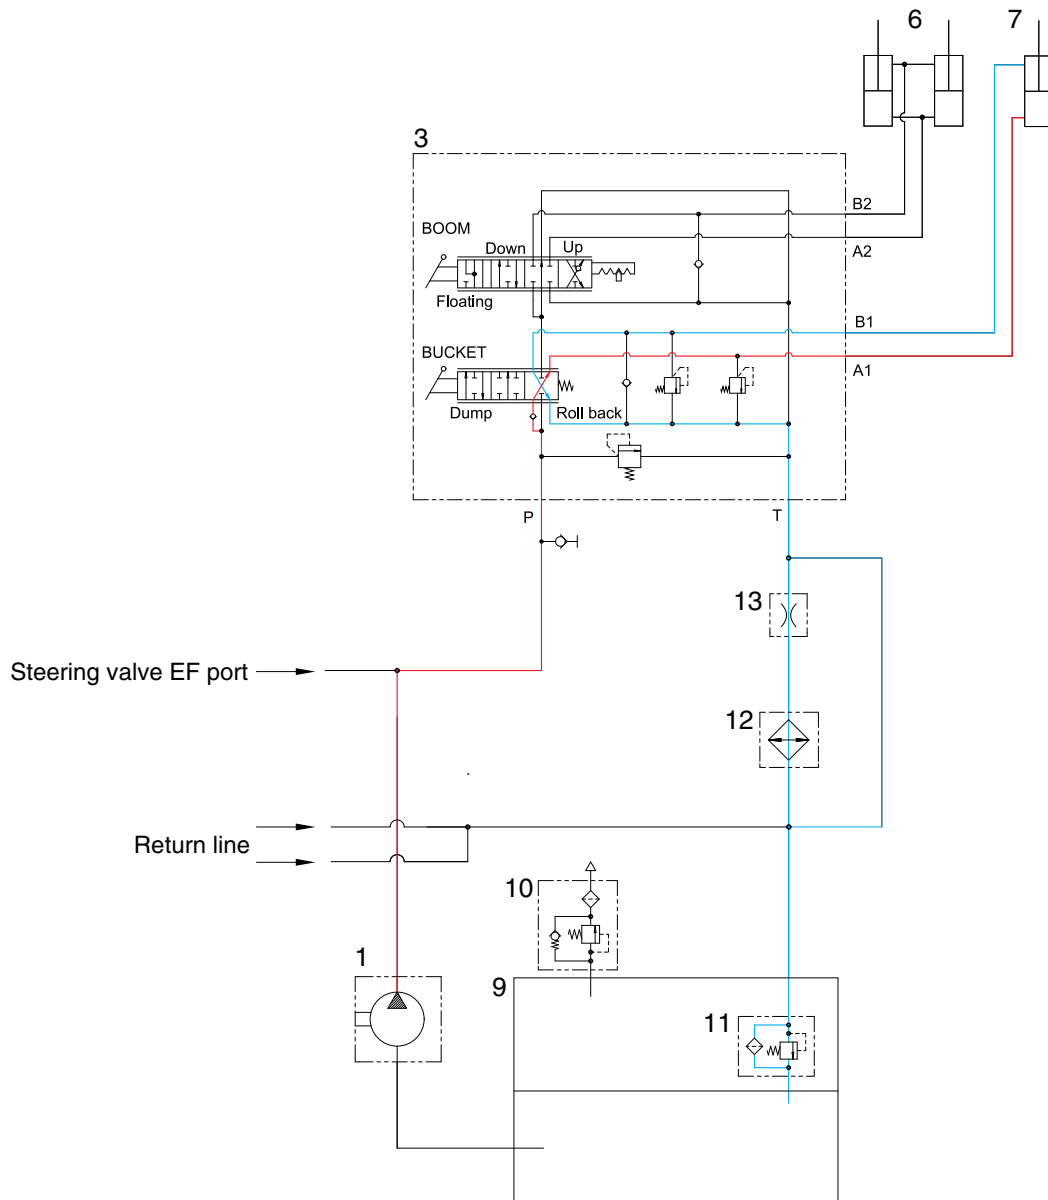 6 7
3
B2
BOOM
Down Up
A2
Floating
B1
BUCKET
A1
Dump Roll back
P T
13
Steering valve EF port
12
Return line
10
1
9
11